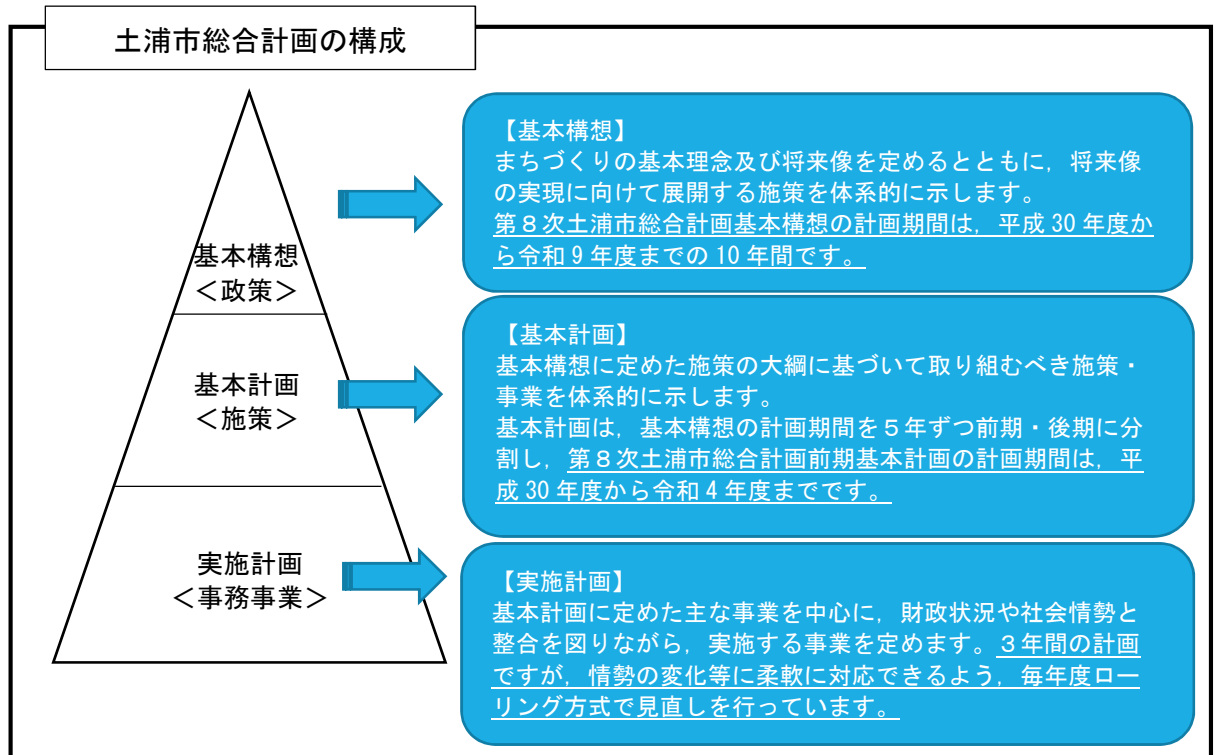 土浦市総合計画の構成
基本構想
＜政策＞
【基本構想】
まちづくりの基本理念及び将来像を定めるとともに，将来像
の実現に向けて展開する施策を体系的に示します。
第８次土浦市総合計画基本構想の計画期間は，平成 30 年度か
ら令和 9 年度までの 10 年間です。
基本計画
＜施策＞
【基本計画】
基本構想に定めた施策の大綱に基づいて取り組むべき施策・
事業を体系的に示します。
基本計画は，基本構想の計画期間を５年ずつ前期・後期に分
割し，第８次土浦市総合計画前期基本計画の計画期間は，平
成 30 年度から令和 4 年度までです。
実施計画
＜事務事業＞
【実施計画】
基本計画に定めた主な事業を中心に，財政状況や社会情勢と
整合を図りながら，実施する事業を定めます。３年間の計画
ですが，情勢の変化等に柔軟に対応できるよう，毎年度ロー
リング方式で見直しを行っています。